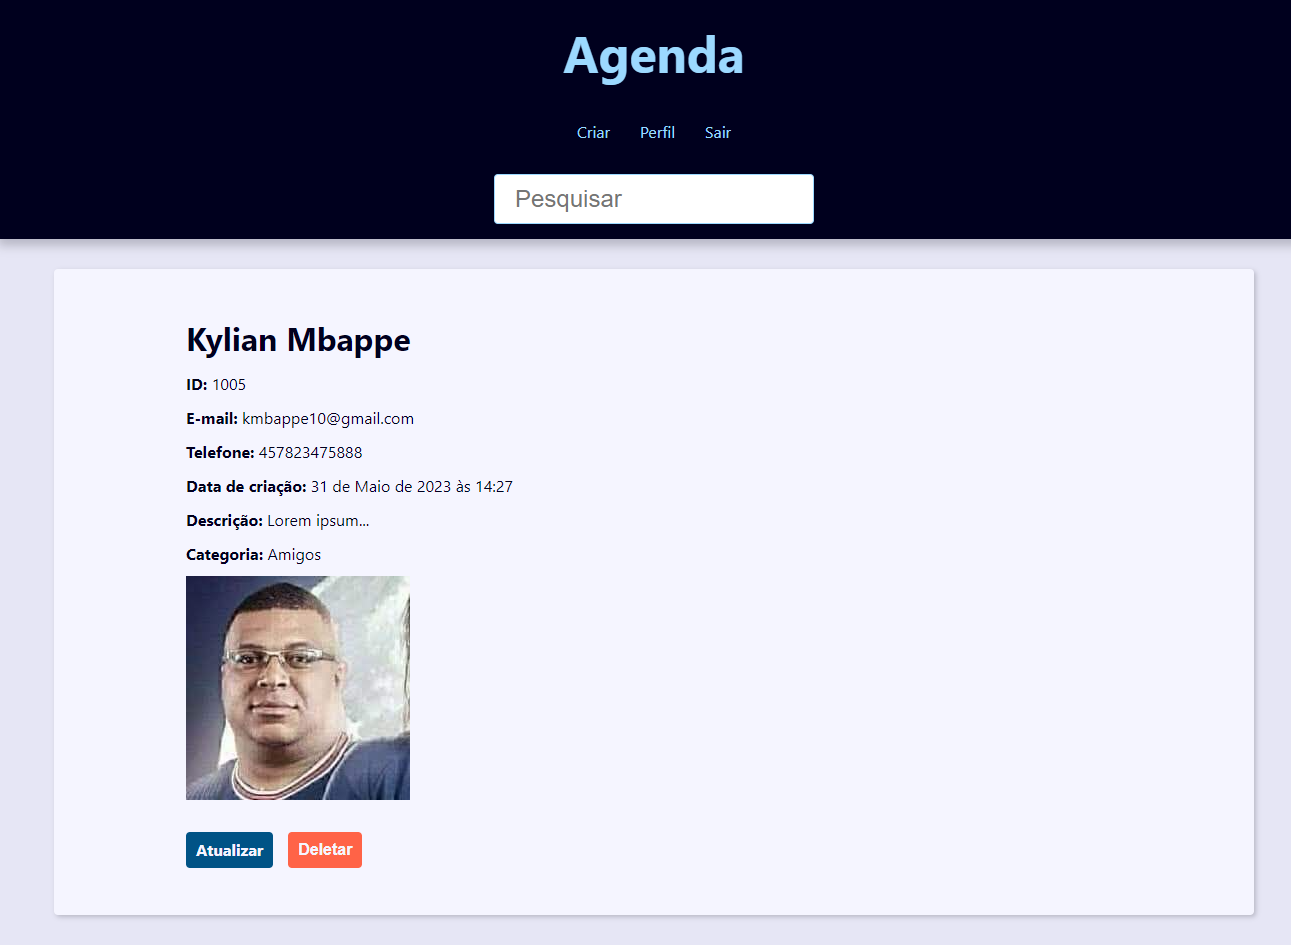 Agenda
Criar Perfil Sair
Pesquisar
Kylian Mbappe
ID: 1005
E-mail: kmbappe10@gmail.com
Telefone: 457823475888
Data de criação: 31 de Maio de 2023 às 14:27
Descrição: Lorem ipsum...
Categoria: Amigos
Atualizar Deletar